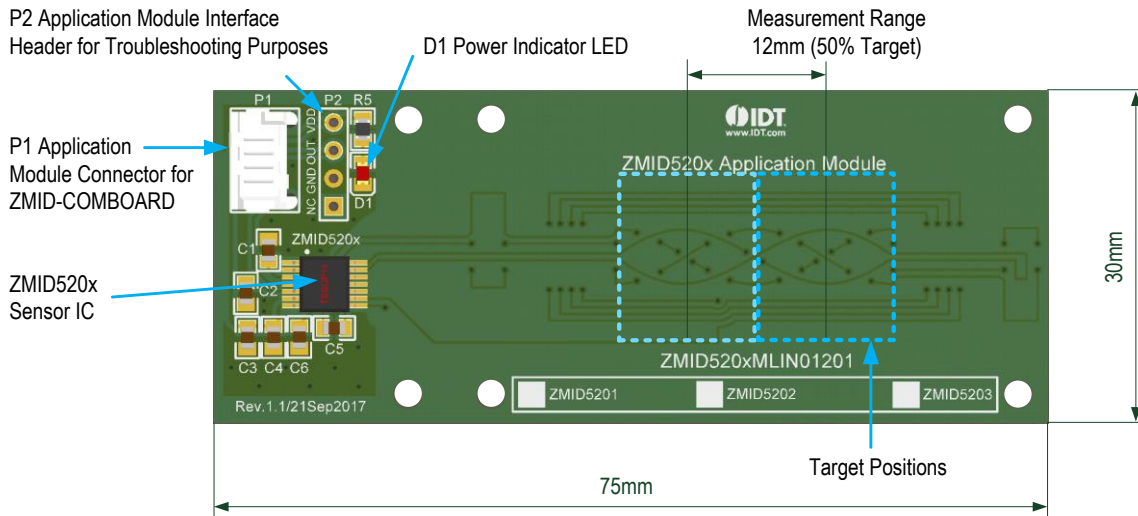 P2 Application Module Interface
Header for Troubleshooting Purposes
D1 Power Indicator LED
Measurement Range
12mm (50% Target)
P1 Application
Module Connector for
ZMID-COMBOARD
ZMID520x
Sensor IC
P1
P2
R5
VDD
OUT
GND
NC
D1
IDT
www.IDT.com
ZMID520x Application Module
ZMID520x
C1
C2
C3
C4
C6
C5
ZMID520xMLIN01201
ZMID5201
ZMID5202
ZMID5203
Rev.1.1/21Sep2017
30mm
Target Positions
75mm